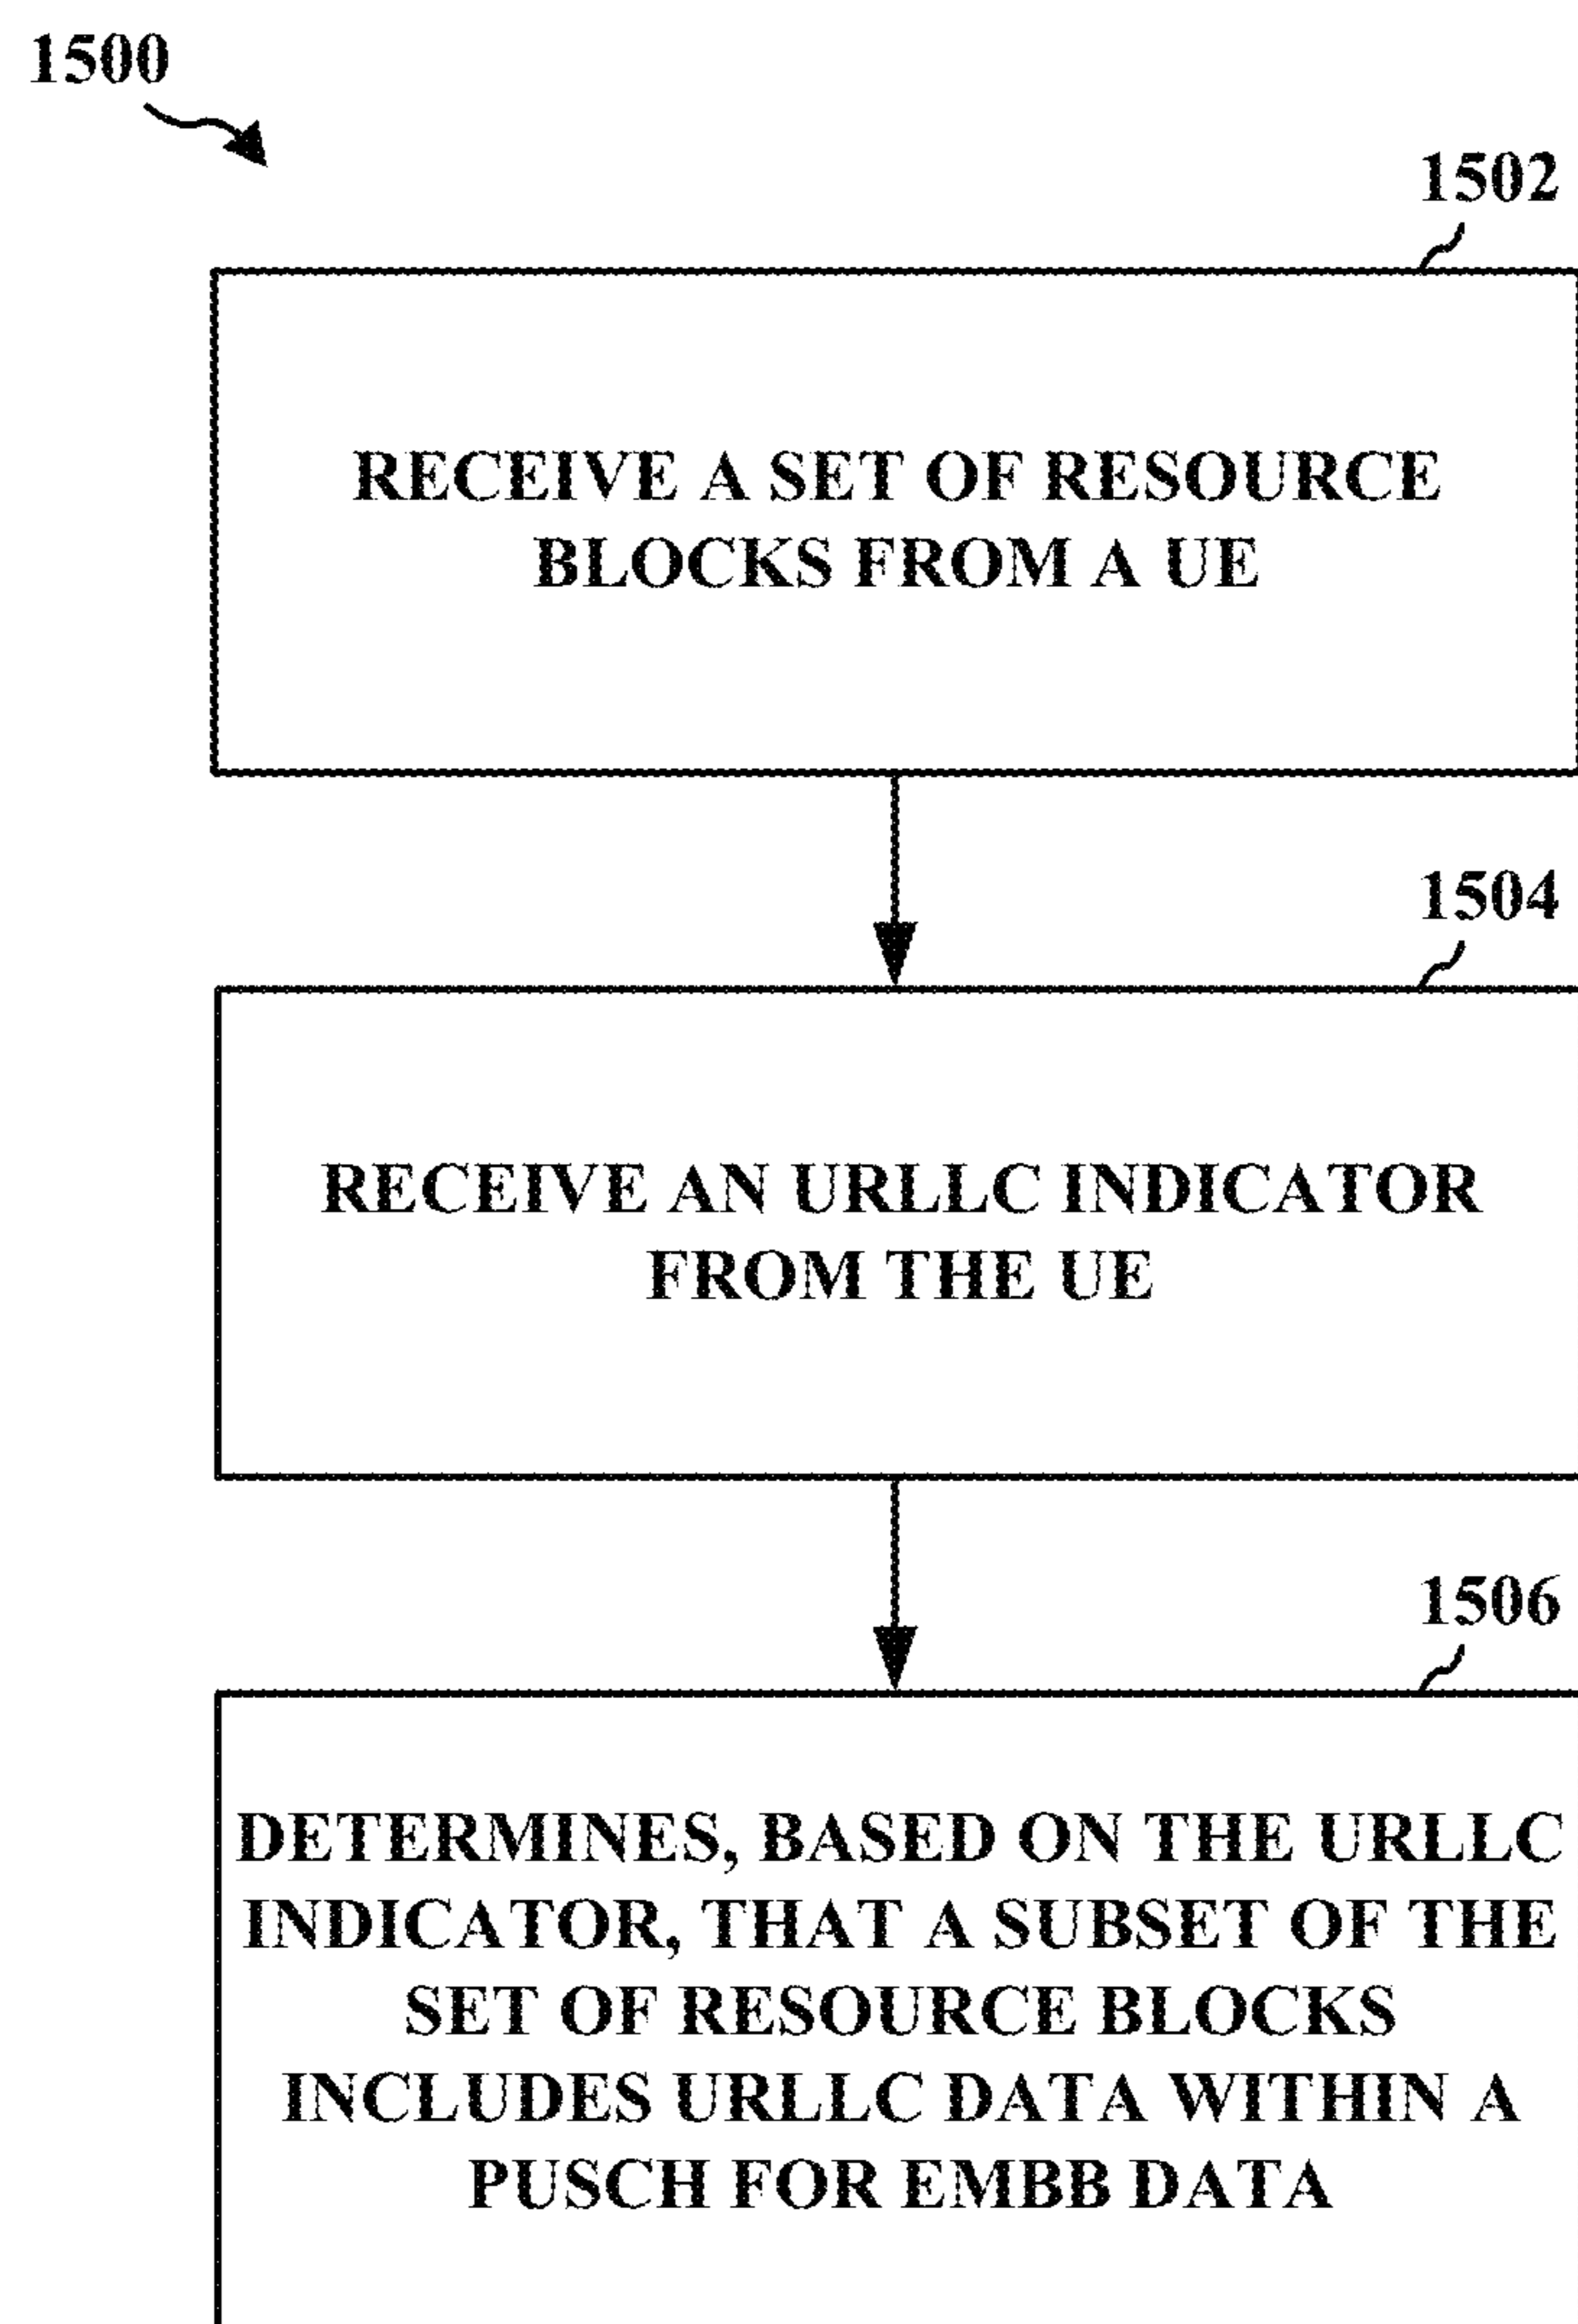 1500
1502
RECEIVE A SET OF RESOURCE
BLOCKS FROM A UE
1504
RECEIVE AN URLLC INDICATOR
FROM THE UE
1506
DETERMINES, BASED ON THE URLLC
INDICATOR, THAT A SUBSET OF THE
SET OF RESOURCE BLOCKS
INCLUDES URLLC DATA WITHIN A
PUSCH FOR EMBB DATA